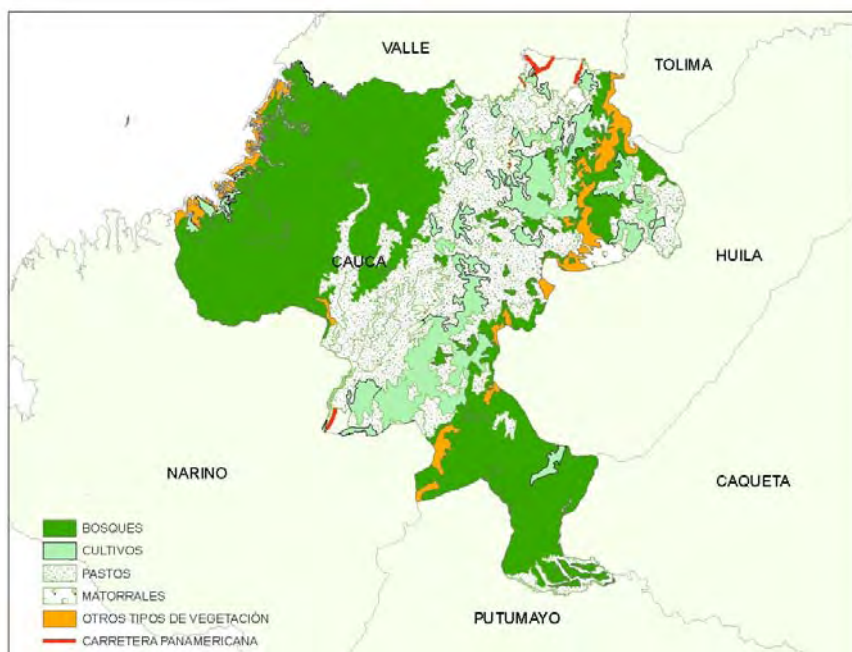 VALLE
TOLIMA
HUILA
CAUCA
NARINO
CAQUETA
PUTUMAYO
BOSQUES
CULTIVOS
PASTOS
MATORRALES
OTROS TIPOS DE VEGETACIÓN
CARRETERA PANAMERICANA